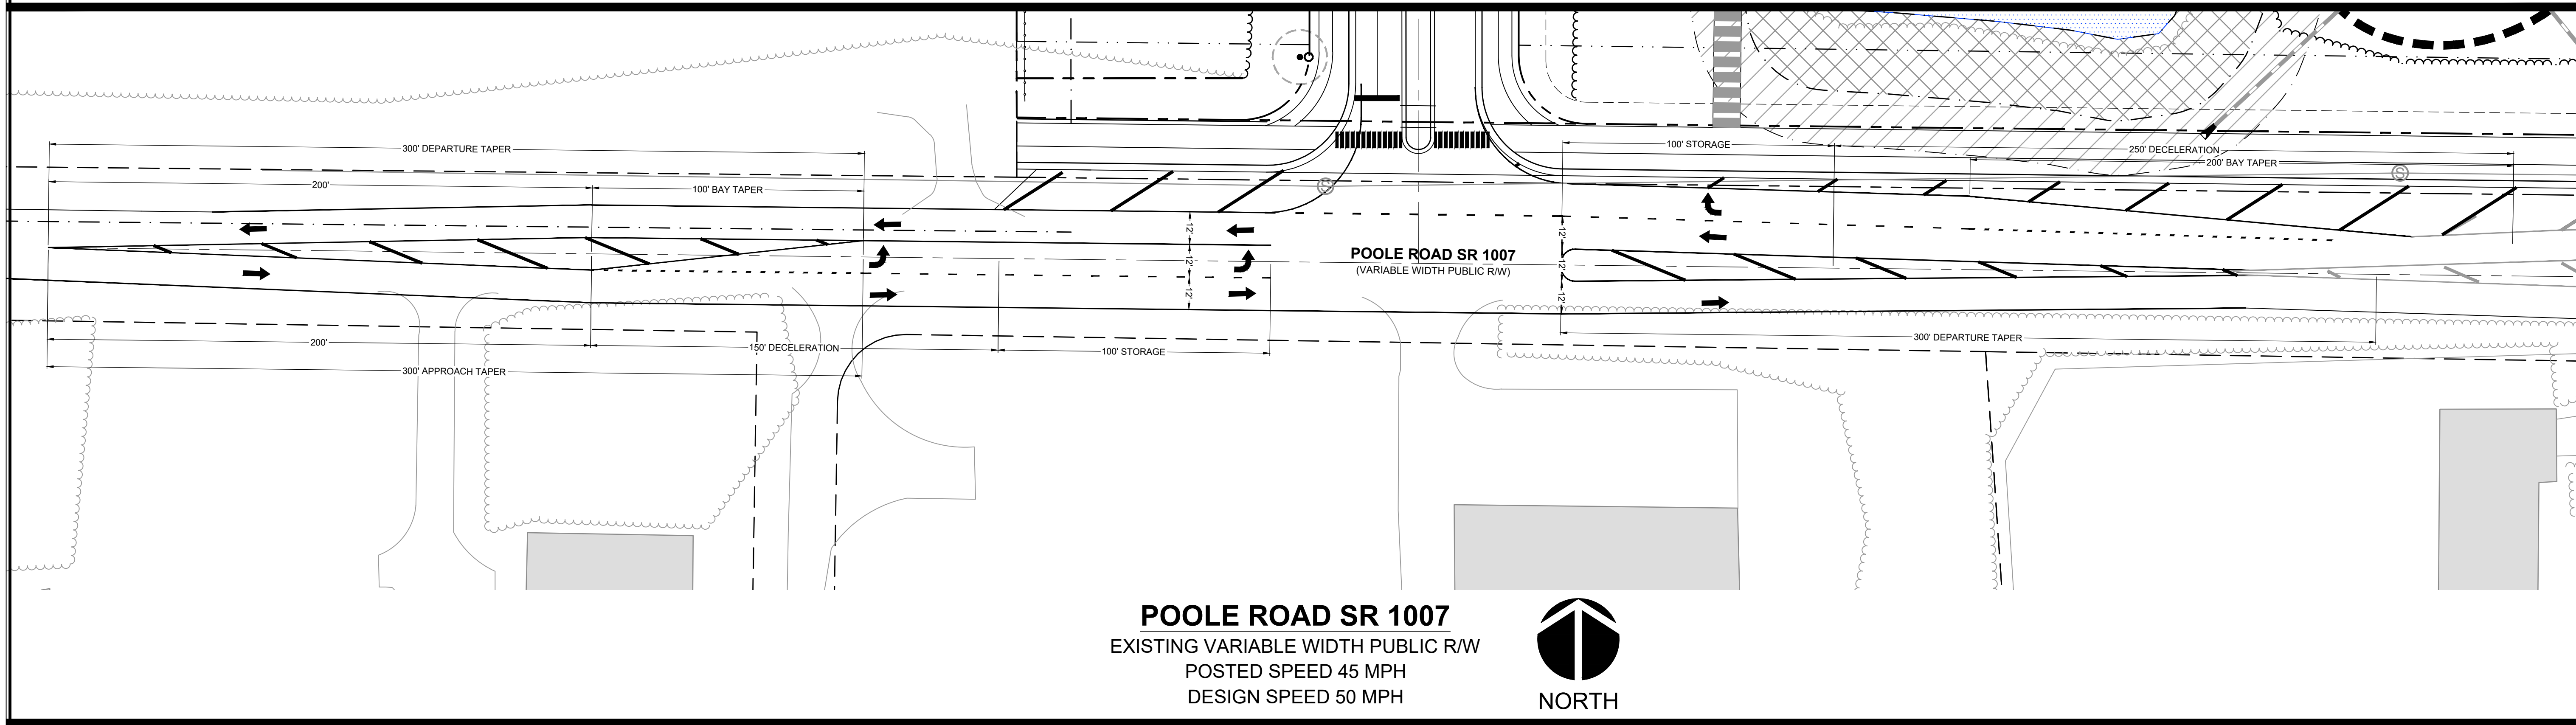 300' DEPARTURE TAPER
200'
100' BAY TAPER
100' STORAGE
250' DECELERATION
200' BAY TAPER
S
S
12'
12'
12'
POOLE ROAD SR 1007
(VARIABLE WIDTH PUBLIC R/W)
12'
12'
12'
200'
150' DECELERATION
100' STORAGE
300' APPROACH TAPER
300' DEPARTURE TAPER
POOLE ROAD SR 1007
EXISTING VARIABLE WIDTH PUBLIC R/W
POSTED SPEED 45 MPH
DESIGN SPEED 50 MPH
NORTH